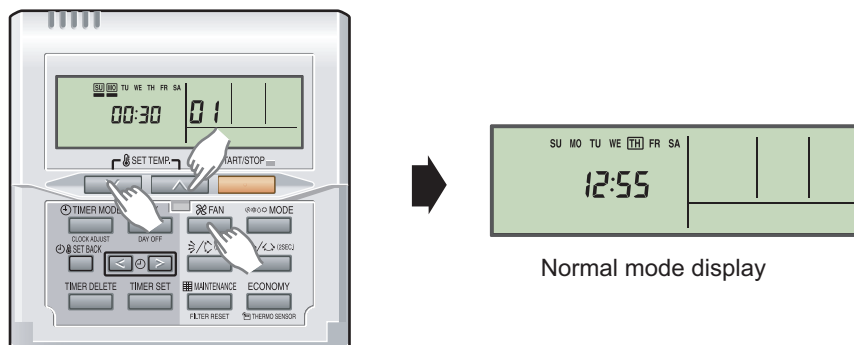 SU MO TU WE TH FR SA
00:30 01
SET TEMP. START/STOP
TIMER MODE FAN MODE
CLOCK ADJUST DAY OFF
SET BACK (2SEC)
TIMER DELETE TIMER SET MAINTENANCE ECONOMY
FILTER RESET THERMO SENSOR
SU MO TU WE TH FR SA
12:55
Normal mode display